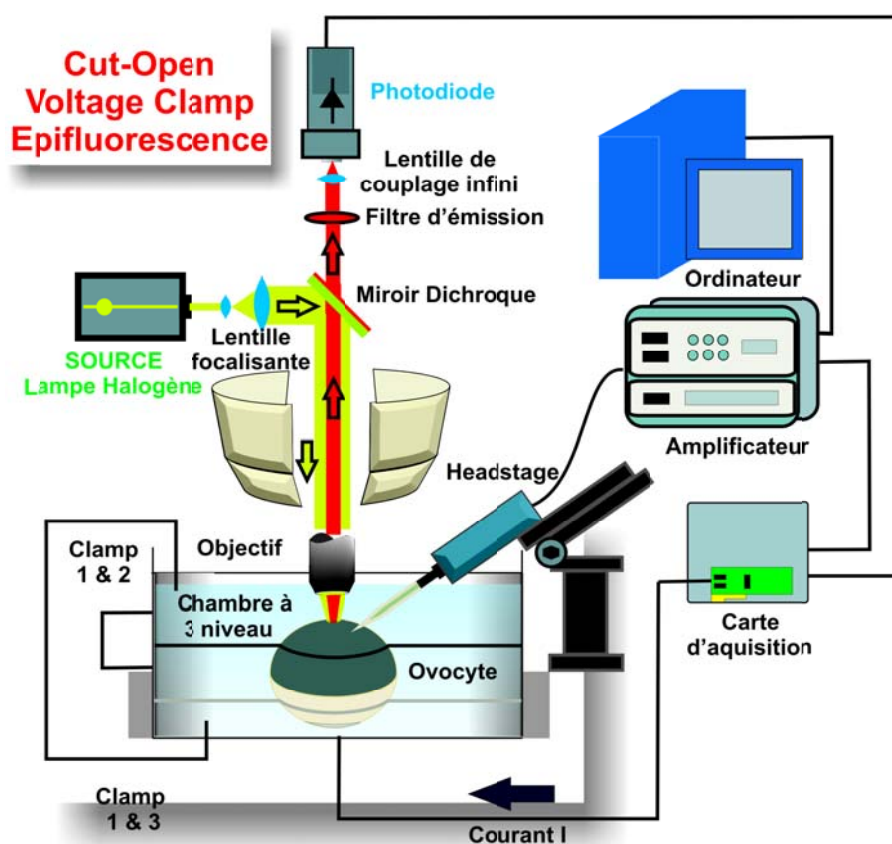 Cut-Open
Voltage Clamp
Epifluorescence
Photodiode
Lentille de
couplage infini
Filtre d'émission
Miroir Dichroque
Lentille
focalisante
SOURCE
Lampe Halogène
Ordinateur
Amplificateur
Headstage
Clamp
1 & 2
Objectif
Chambre à
3 niveau
Ovocyte
Carte
d'aquisition
Clamp
1 & 3
Courant I